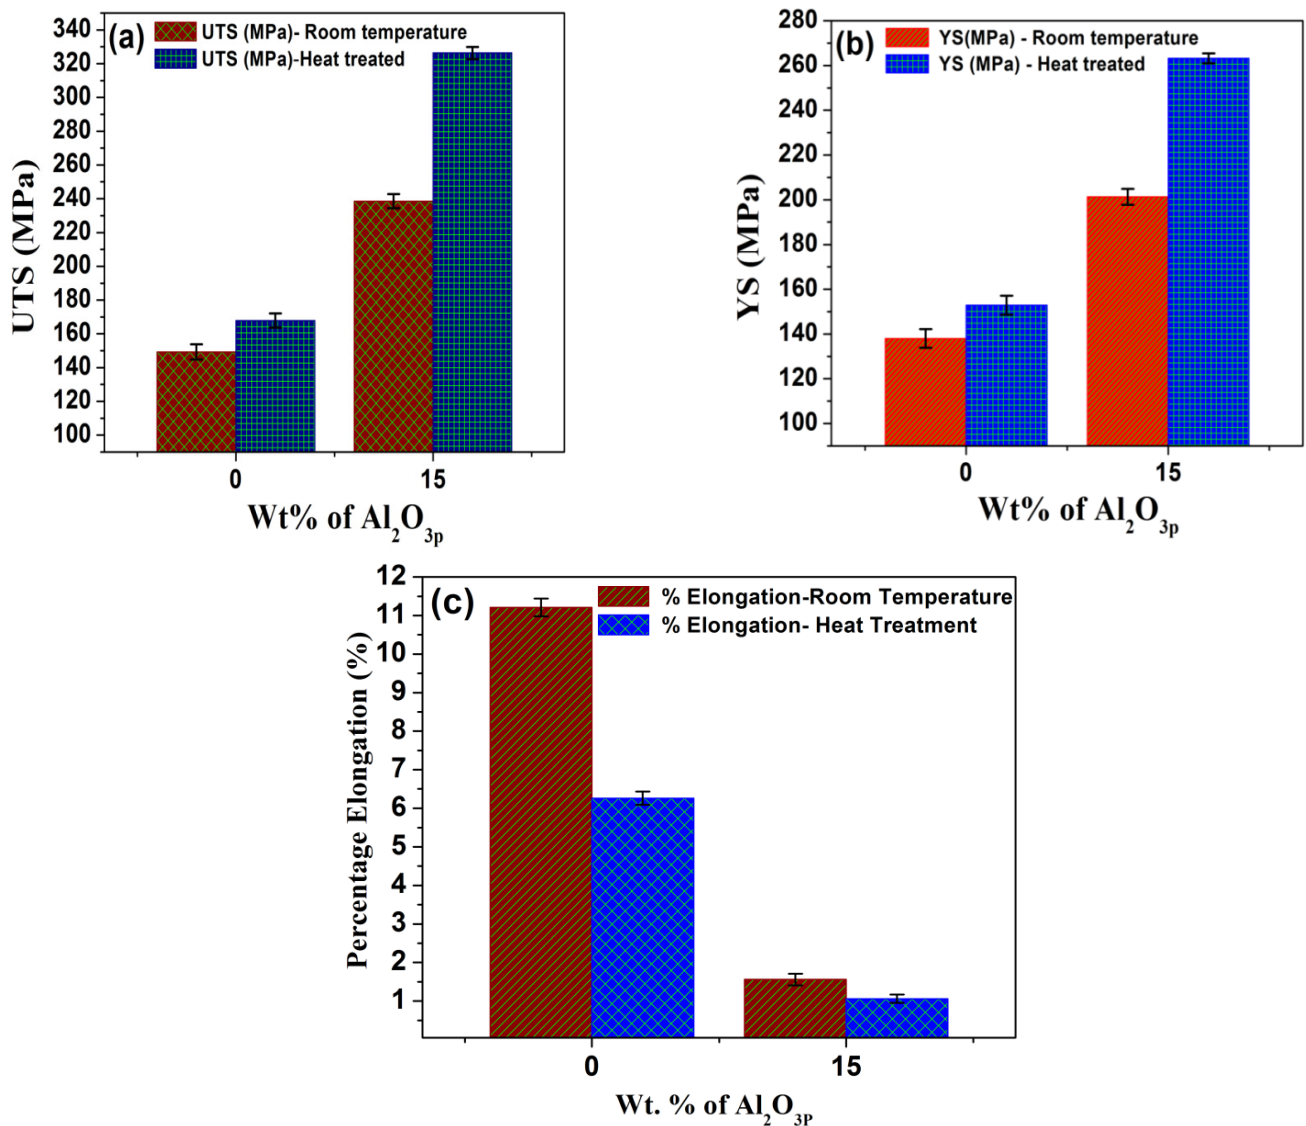 (a)
UTS (MPa)- Room temperature
UTS (MPa)-Heat treated
340
320
300
280
260
240
220
200
180
160
140
120
100
UTS (MPa)
0 15
Wt% of Al₂O₃ₚ
(b)
YS(MPa) - Room temperature
YS (MPa) - Heat treated
280
260
240
220
200
180
160
140
120
100
YS (MPa)
0 15
Wt% of Al₂O₃ₚ
(c)
% Elongation-Room Temperature
% Elongation- Heat Treatment
12
11
10
9
8
7
6
5
4
3
2
1
Percentage Elongation (%)
0 15
Wt. % of Al₂O₃P